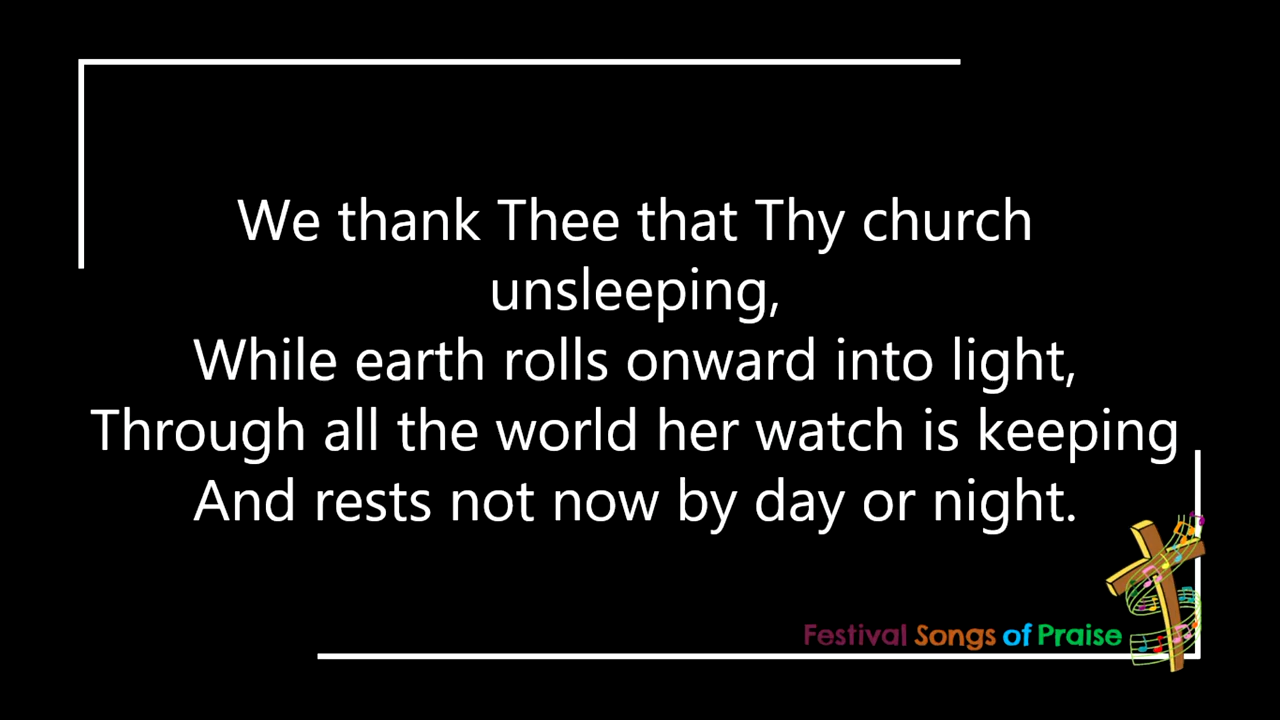 We thank Thee that Thy church
unsleeping,
While earth rolls onward into light,
Through all the world her watch is keeping
And rests not now by day or night.
Festival Songs of Praise